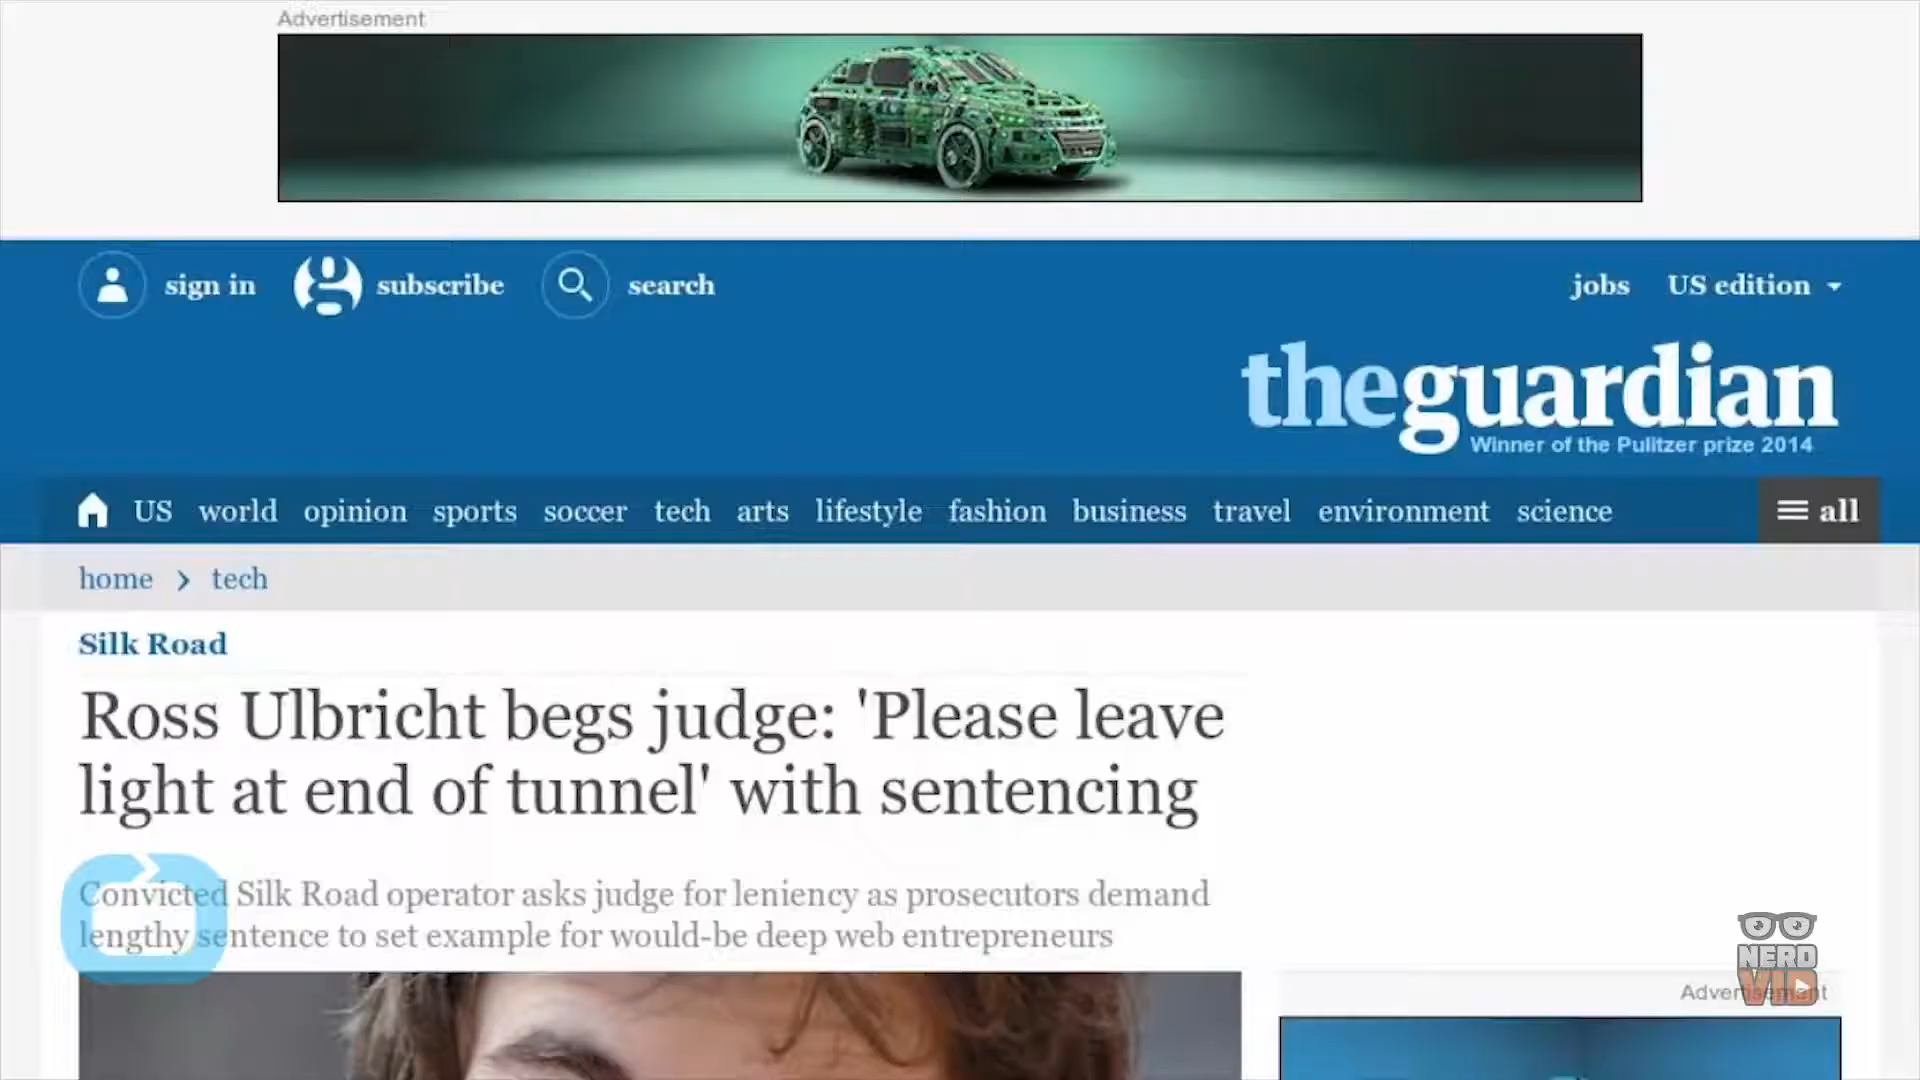 Advertisement
sign in
subscribe
search
jobs
US edition
theguardian
Winner of the Pulitzer prize 2014
US world opinion sports soccer tech arts lifestyle fashion business travel environment science
all
home > tech
Silk Road
Ross Ulbricht begs judge: 'Please leave
light at end of tunnel' with sentencing
Convicted Silk Road operator asks judge for leniency as prosecutors demand
lengthy sentence to set example for would-be deep web entrepreneurs
NERD
VID
Advertisement